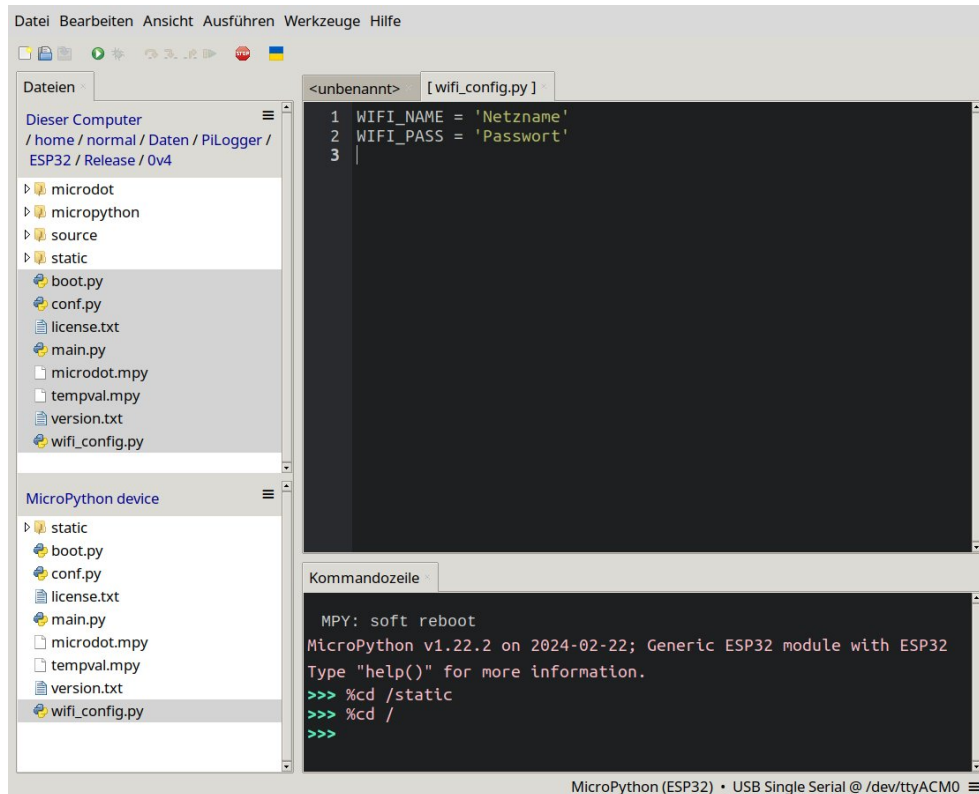 Datei Bearbeiten Ansicht Ausführen Werkzeuge Hilfe
STOP
Dateien
Dieser Computer
/ home / normal / Daten / PiLogger /
ESP32 / Release / 0v4
microdot
micropython
source
static
boot.py
conf.py
license.txt
main.py
microdot.mpy
tempval.mpy
version.txt
wifi_config.py
MicroPython device
static
boot.py
conf.py
license.txt
main.py
microdot.mpy
tempval.mpy
version.txt
wifi_config.py
<unbenannt> [ wifi_config.py ]
1 WIFI_NAME = 'Netzname'
2 WIFI_PASS = 'Passwort'
3
Kommandozeile
MPY: soft reboot
MicroPython v1.22.2 on 2024-02-22; Generic ESP32 module with ESP32
Type "help()" for more information.
>>> %cd /static
>>> %cd /
>>>
MicroPython (ESP32) • USB Single Serial @ /dev/ttyACM0 ≡